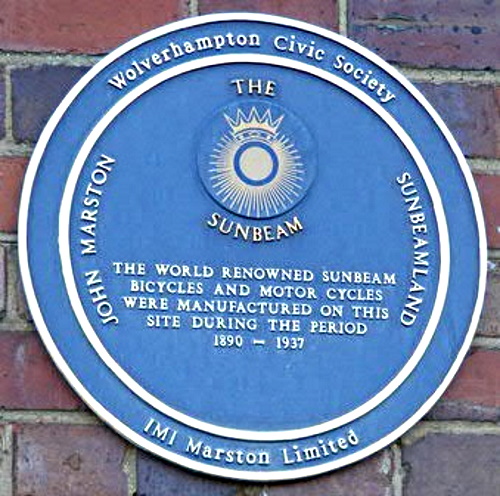 Wolverhampton Civic Society
THE
SUNBEAM
JOHN MARSTON
SUNBEAMLAND
THE WORLD RENOWNED SUNBEAM
BICYCLES AND MOTOR CYCLES
WERE MANUFACTURED ON THIS
SITE DURING THE PERIOD
1890 – 1937
IMI Marston Limited